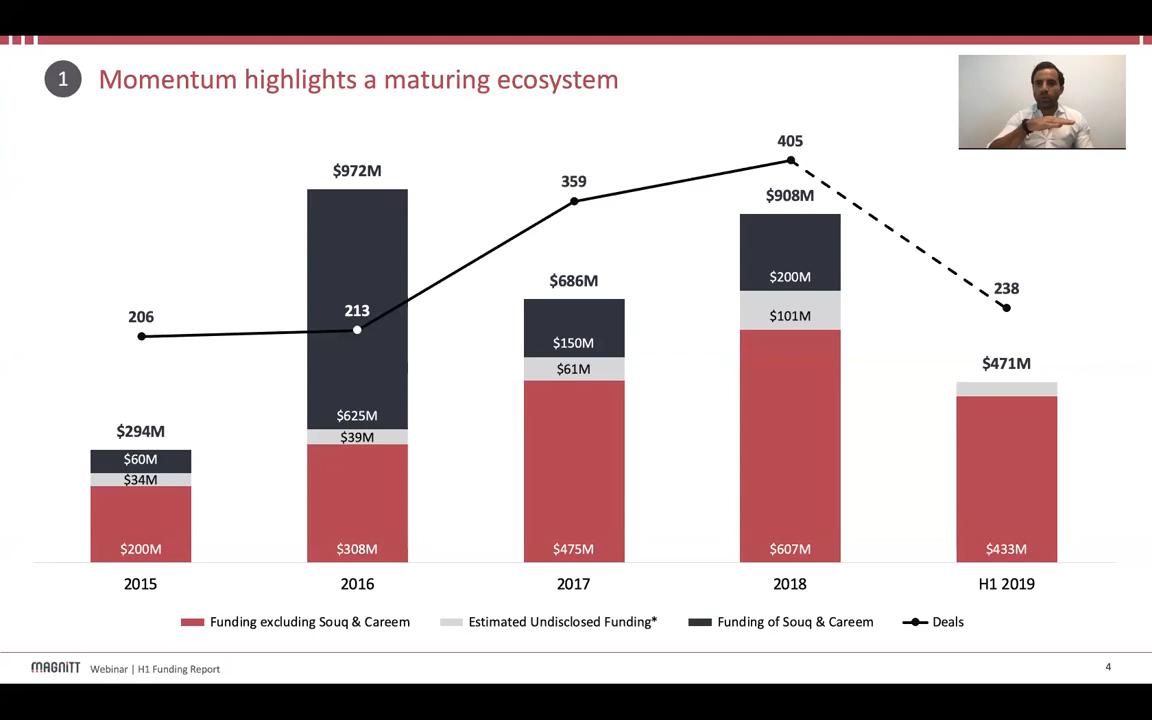 1 Momentum highlights a maturing ecosystem
405
$972M
359
$908M
$686M
$200M
238
213
206
$101M
$150M
$471M
$61M
$625M
$294M
$39M
$60M
$34M
$200M $308M $475M $607M $433M
2015 2016 2017 2018 H1 2019
Funding excluding Souq & Careem Estimated Undisclosed Funding* Funding of Souq & Careem Deals
MAGNiTT Webinar | H1 Funding Report 4